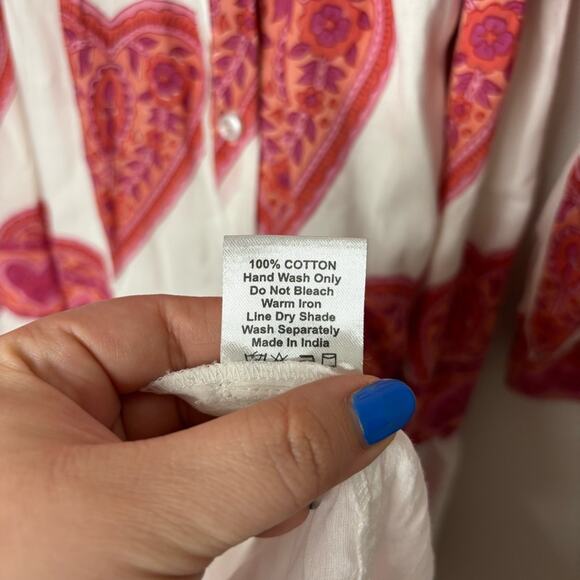 100% COTTON
Hand Wash Only
Do Not Bleach
Warm Iron
Line Dry Shade
Wash Separately
Made In India